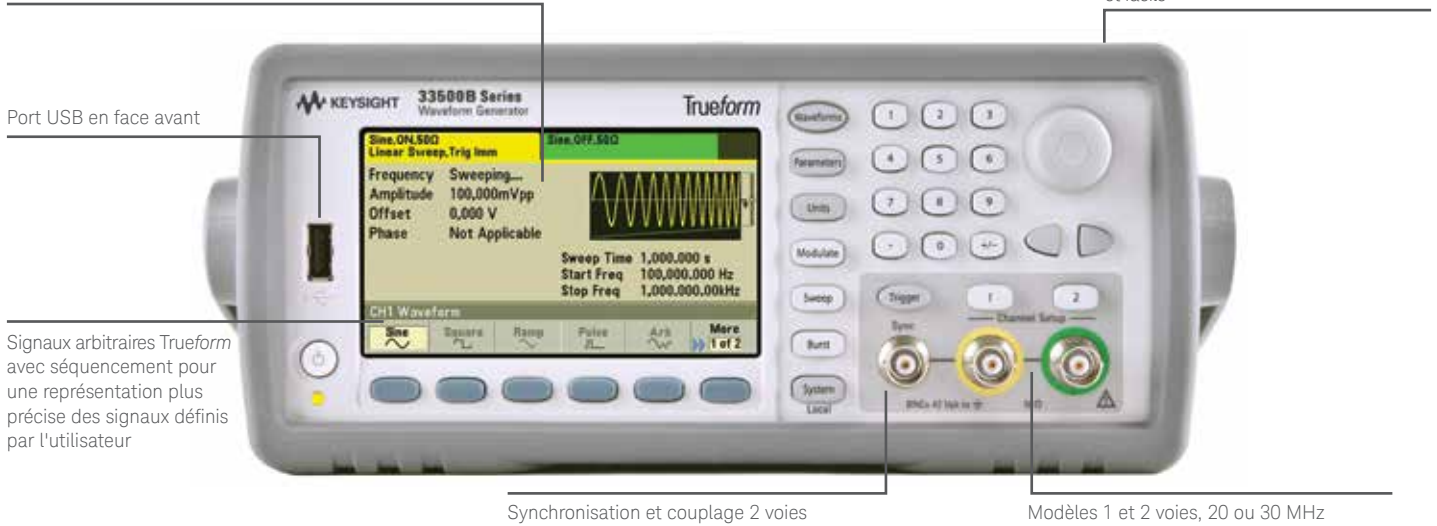 et facile
Port USB en face avant
KEYSIGHT 33500B Series
Waveform Generator
Trueform
Sine,ON,50Ω
Linear Sweep,Trig Imm
Sine,OFF,50Ω
Frequency Sweeping...
Amplitude 100,000mVpp
Offset 0,000 V
Phase Not Applicable
Sweep Time 1,000.000 s
Start Freq 100,000.000 Hz
Stop Freq 1,000.000,00kHz
CH1 Waveform
Sine Square Ramp Pulse Arb More
1 of 2
Waveforms
Parameters
Units
Modulate
Sweep
Burst
System
Local
1 2 3
4 5 6
7 8 9
. 0 +/-
Trigger 1 2
Channel Setup
Sync
50Ω
Signaux arbitraires Trueform
avec séquencement pour
une représentation plus
précise des signaux définis
par l'utilisateur
Synchronisation et couplage 2 voies
Modèles 1 et 2 voies, 20 ou 30 MHz